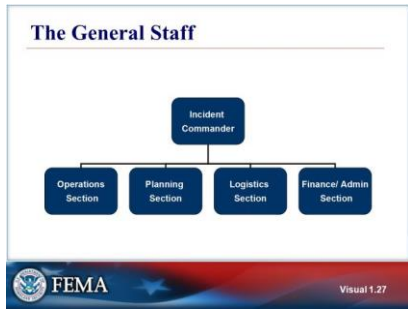 The General Staff
Incident
Commander
Operations
Section
Planning
Section
Logistics
Section
Finance/ Admin
Section
FEMA
Visual 1.27